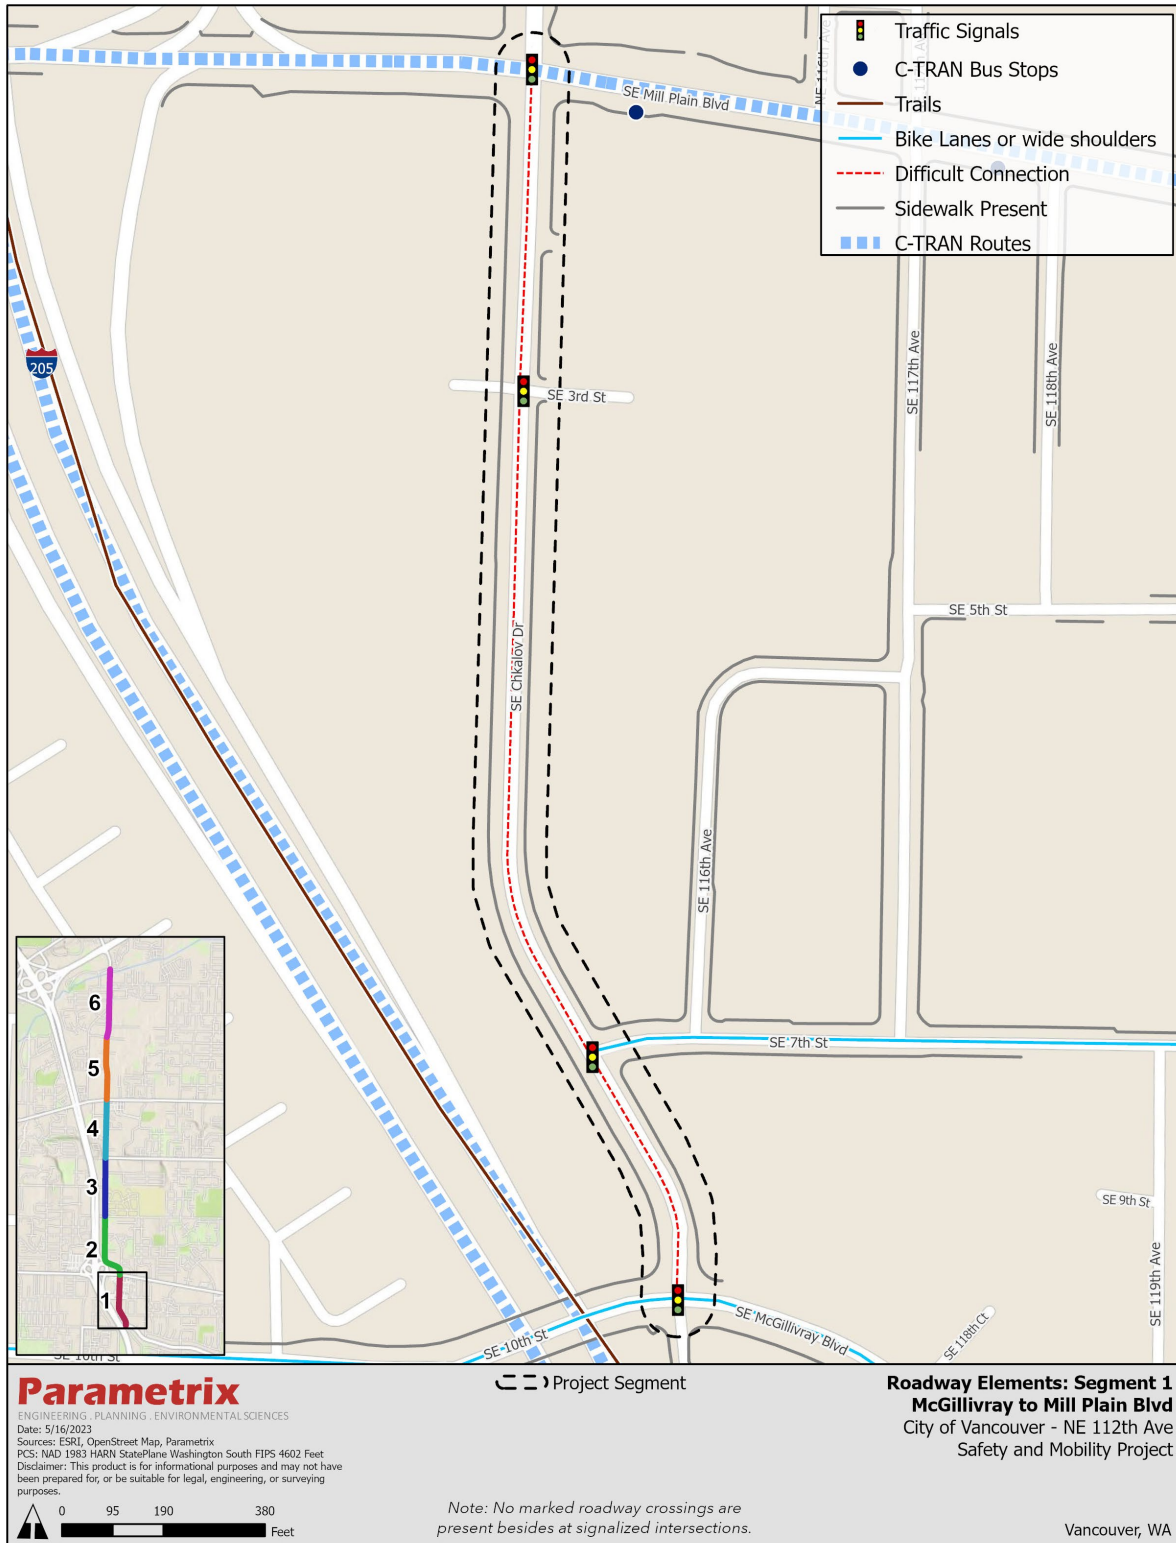 Traffic Signals
C-TRAN Bus Stops
Trails
Bike Lanes or wide shoulders
Difficult Connection
Sidewalk Present
C-TRAN Routes
NE 116th Ave
SE Mill Plain Blvd
205
SE 3rd St
SE 117th Ave
SE 118th Ave
SE 5th St
SE Chkalov Dr
SE 116th Ave
SE 7th St
SE 9th St
SE 119th Ave
SE 118th Ct
SE McGillivray Blvd
SE 10th St
SE 10th St
6
5
4
3
2
1
Parametrix
ENGINEERING . PLANNING . ENVIRONMENTAL SCIENCES
Date: 5/16/2023
Sources: ESRI, OpenStreet Map, Parametrix
PCS: NAD 1983 HARN StatePlane Washington South FIPS 4602 Feet
Disclaimer: This product is for informational purposes and may not have
been prepared for, or be suitable for legal, engineering, or surveying
purposes.
0 95 190 380
Feet
Project Segment
Note: No marked roadway crossings are
present besides at signalized intersections.
Roadway Elements: Segment 1
McGillivray to Mill Plain Blvd
City of Vancouver - NE 112th Ave
Safety and Mobility Project
Vancouver, WA